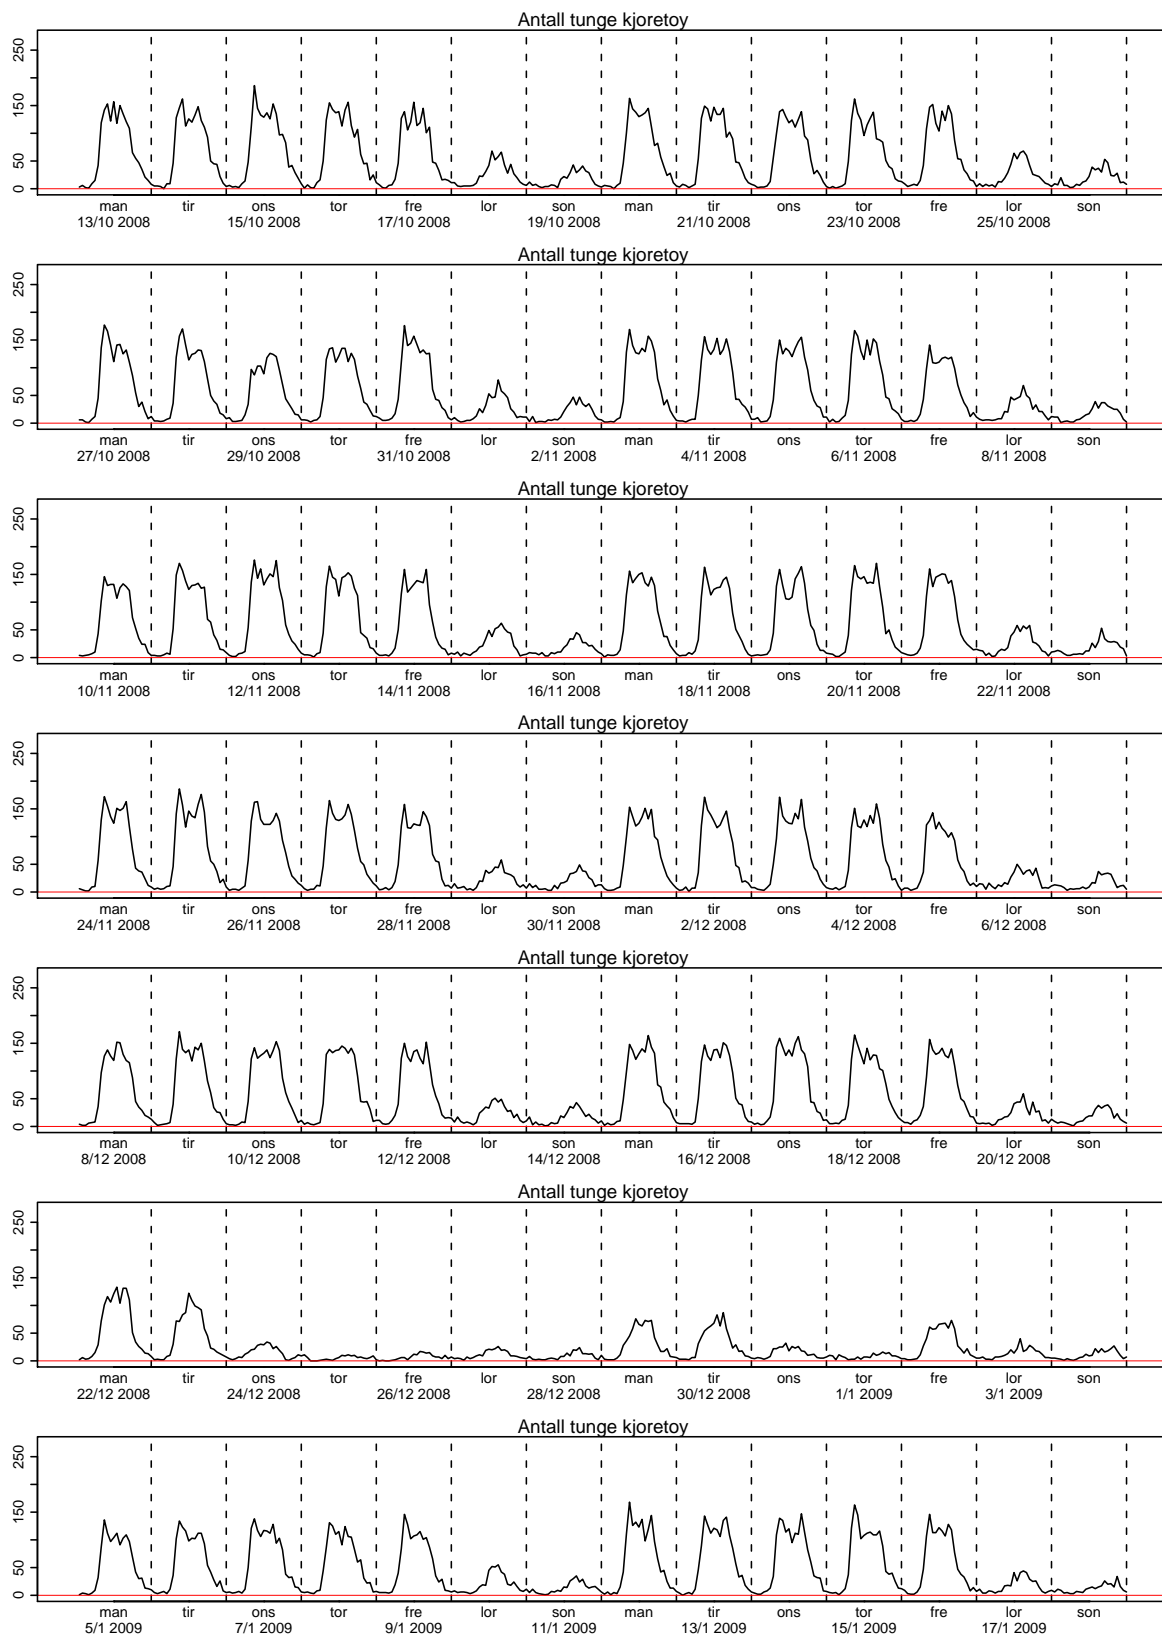 Antall tunge kjoretoy
250
150
50
0
man tir ons tor fre lor son man tir ons tor fre lor son
13/10 2008 15/10 2008 17/10 2008 19/10 2008 21/10 2008 23/10 2008 25/10 2008
Antall tunge kjoretoy
250
150
50
0
man tir ons tor fre lor son man tir ons tor fre lor son
27/10 2008 29/10 2008 31/10 2008 2/11 2008 4/11 2008 6/11 2008 8/11 2008
Antall tunge kjoretoy
250
150
50
0
man tir ons tor fre lor son man tir ons tor fre lor son
10/11 2008 12/11 2008 14/11 2008 16/11 2008 18/11 2008 20/11 2008 22/11 2008
Antall tunge kjoretoy
250
150
50
0
man tir ons tor fre lor son man tir ons tor fre lor son
24/11 2008 26/11 2008 28/11 2008 30/11 2008 2/12 2008 4/12 2008 6/12 2008
Antall tunge kjoretoy
250
150
50
0
man tir ons tor fre lor son man tir ons tor fre lor son
8/12 2008 10/12 2008 12/12 2008 14/12 2008 16/12 2008 18/12 2008 20/12 2008
Antall tunge kjoretoy
250
150
50
0
man tir ons tor fre lor son man tir ons tor fre lor son
22/12 2008 24/12 2008 26/12 2008 28/12 2008 30/12 2008 1/1 2009 3/1 2009
Antall tunge kjoretoy
250
150
50
0
man tir ons tor fre lor son man tir ons tor fre lor son
5/1 2009 7/1 2009 9/1 2009 11/1 2009 13/1 2009 15/1 2009 17/1 2009